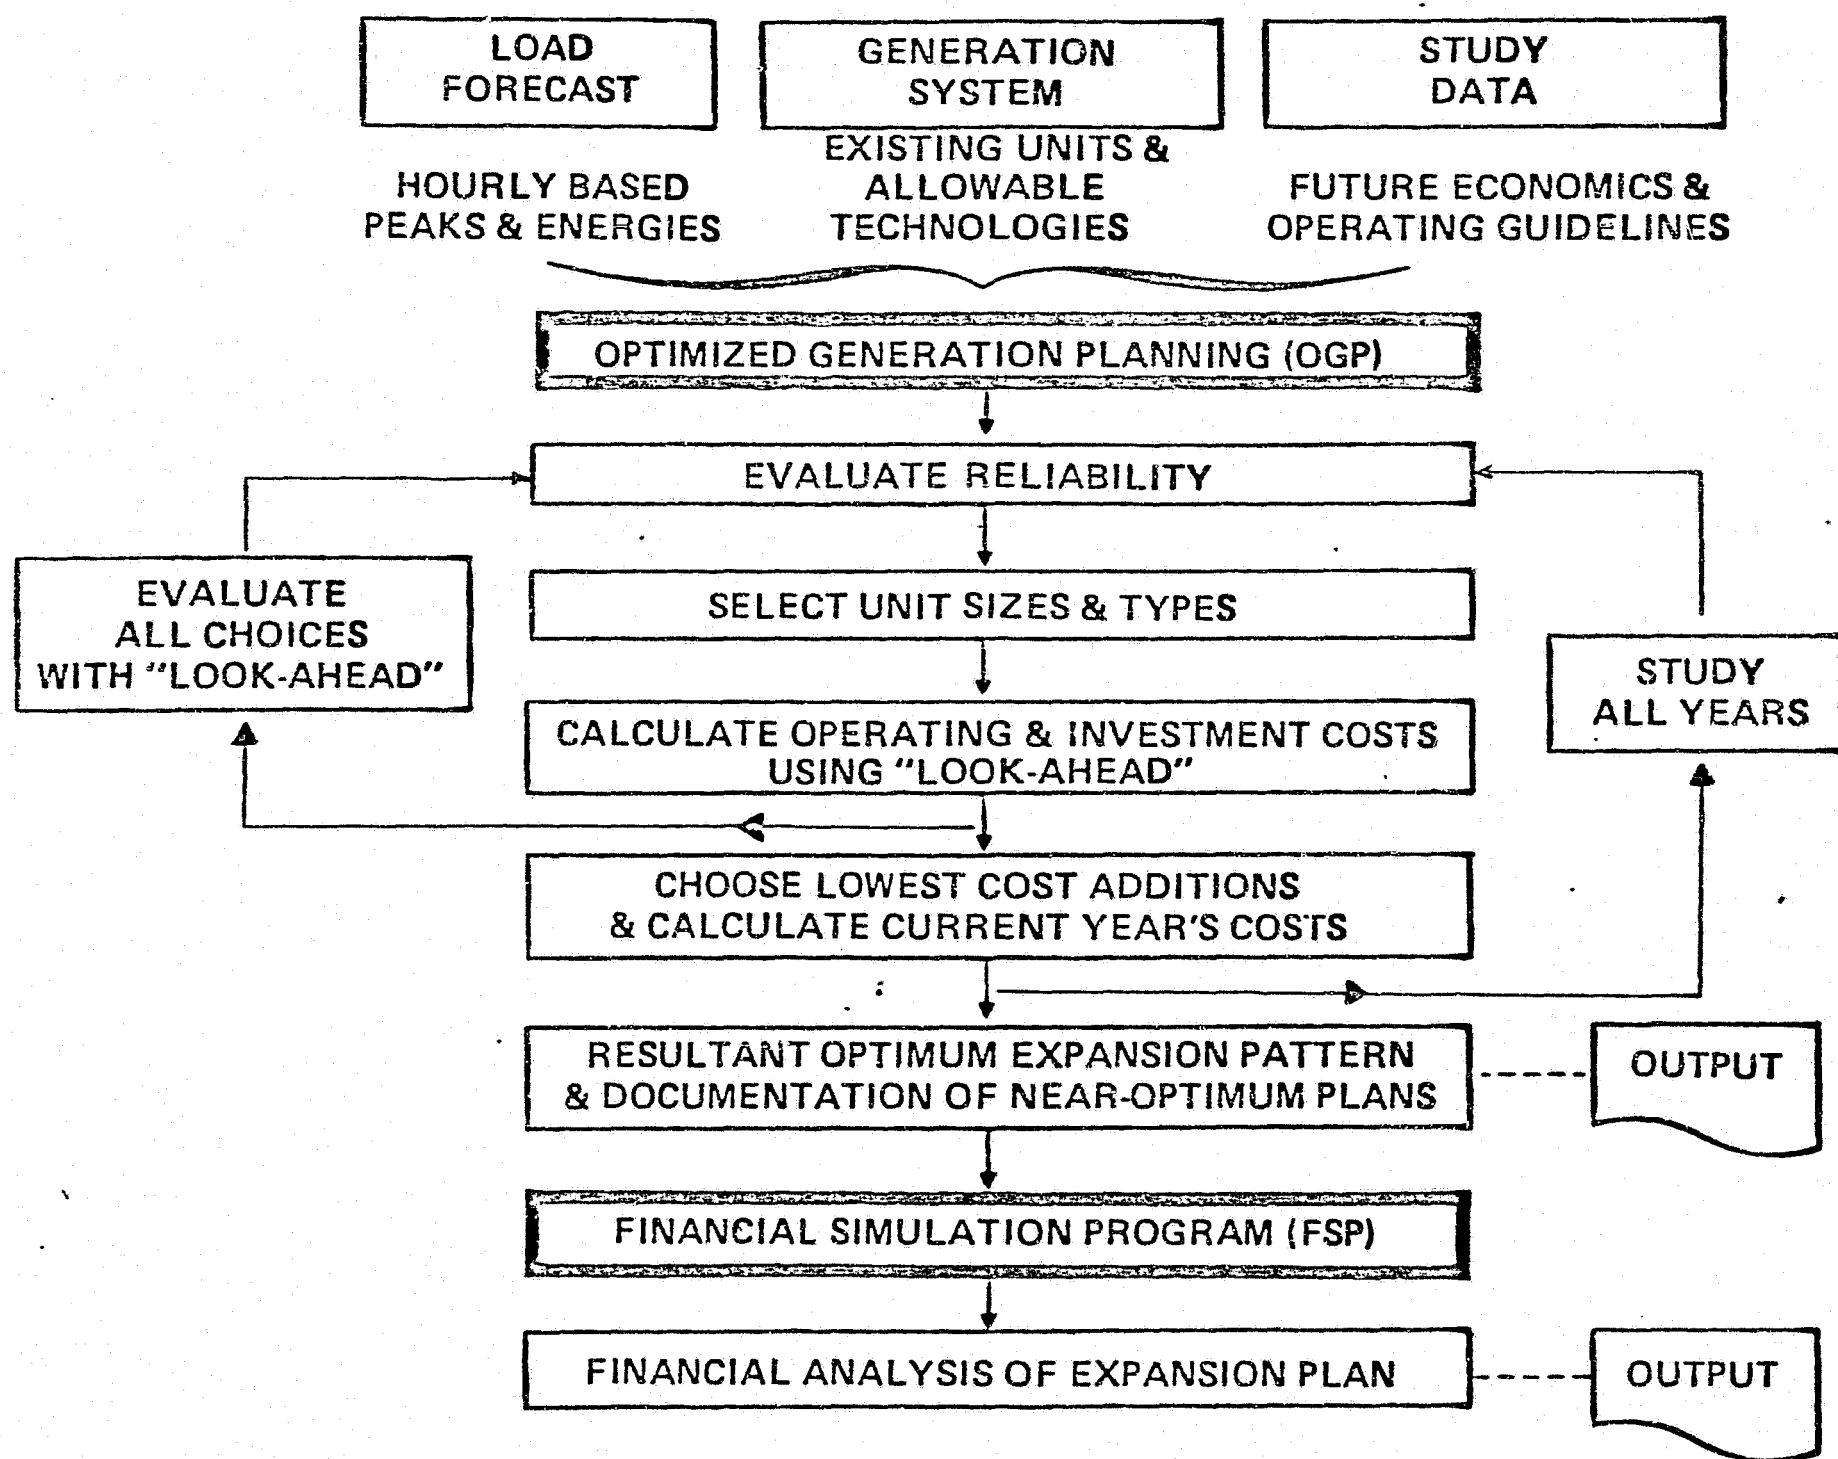 LOAD
FORECAST
GENERATION
SYSTEM
STUDY
DATA
HOURLY BASED
PEAKS & ENERGIES
EXISTING UNITS &
ALLOWABLE
TECHNOLOGIES
FUTURE ECONOMICS &
OPERATING GUIDELINES
OPTIMIZED GENERATION PLANNING (OGP)
EVALUATE RELIABILITY
EVALUATE
ALL CHOICES
WITH "LOOK-AHEAD"
SELECT UNIT SIZES & TYPES
STUDY
ALL YEARS
CALCULATE OPERATING & INVESTMENT COSTS
USING "LOOK-AHEAD"
CHOOSE LOWEST COST ADDITIONS
& CALCULATE CURRENT YEAR'S COSTS
RESULTANT OPTIMUM EXPANSION PATTERN
& DOCUMENTATION OF NEAR-OPTIMUM PLANS
OUTPUT
FINANCIAL SIMULATION PROGRAM (FSP)
FINANCIAL ANALYSIS OF EXPANSION PLAN
OUTPUT